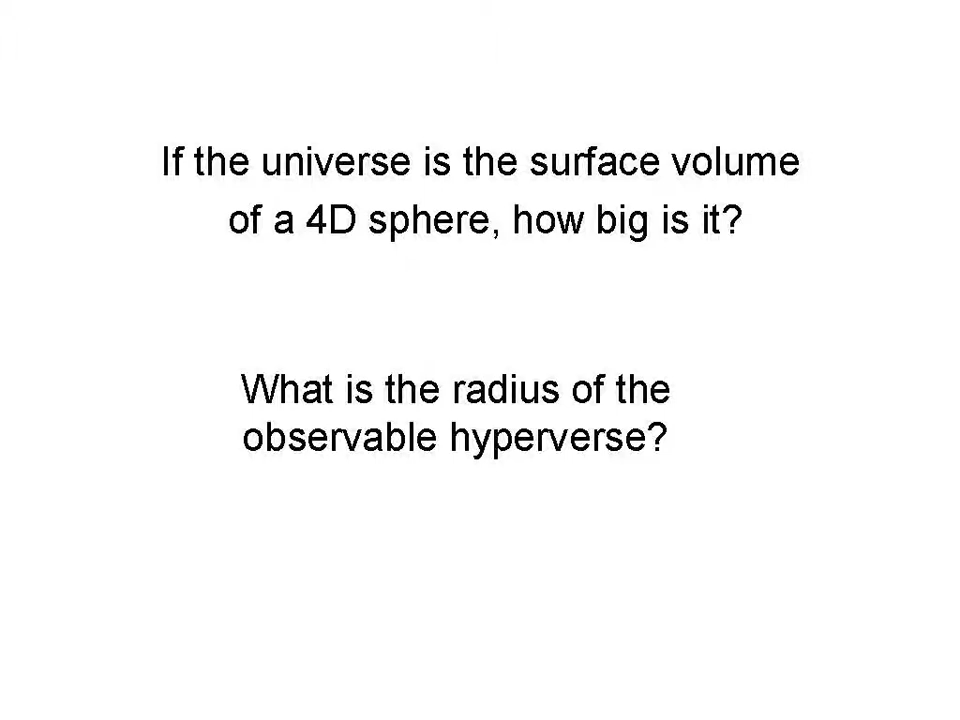 If the universe is the surface volume
of a 4D sphere, how big is it?
What is the radius of the
observable hyperverse?